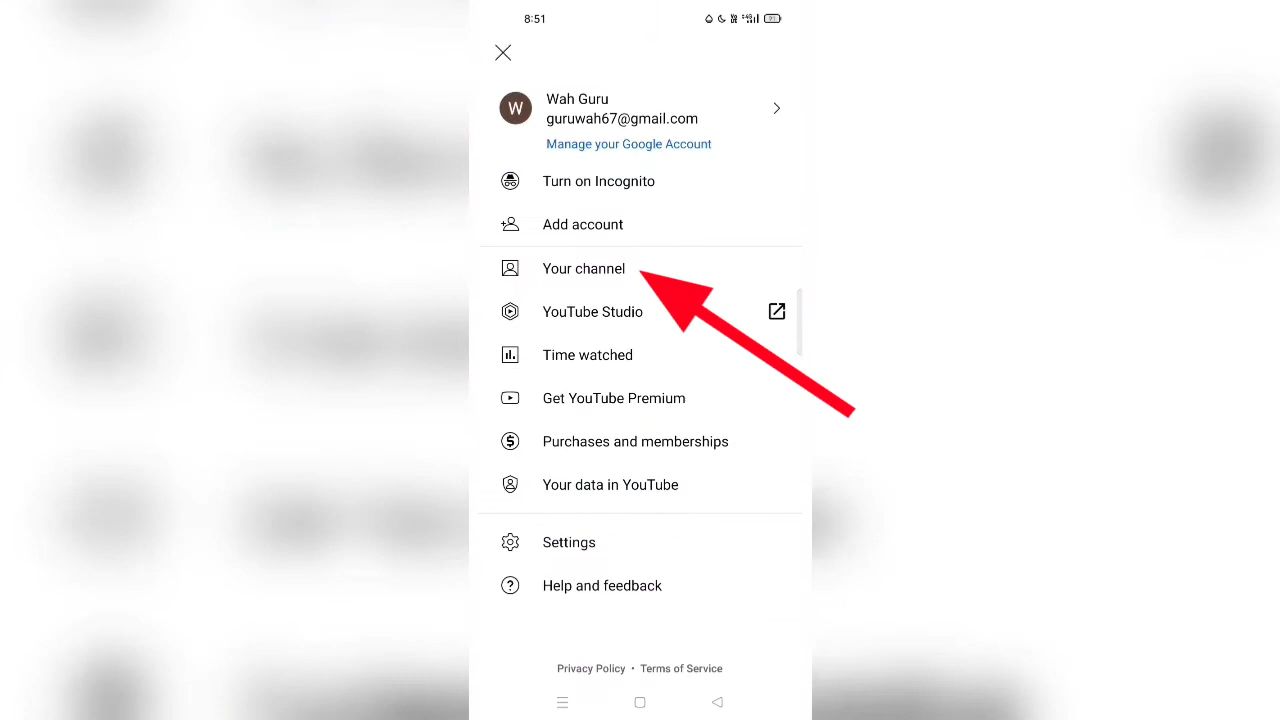 8:51
W
Wah Guru
guruwah67@gmail.com
Manage your Google Account
Turn on Incognito
Add account
Your channel
YouTube Studio
Time watched
Get YouTube Premium
Purchases and memberships
Your data in YouTube
Settings
Help and feedback
Privacy Policy • Terms of Service